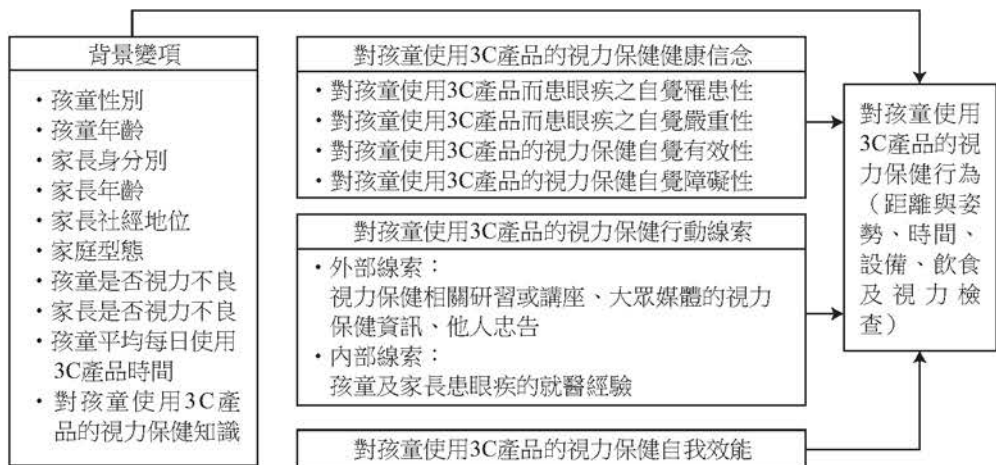 背景變項
・孩童性別
・孩童年齡
・家長身分別
・家長年齡
・家長社經地位
・家庭型態
・孩童是否視力不良
・家長是否視力不良
・孩童平均每日使用
3C產品時間
・對孩童使用3C產
品的視力保健知識
對孩童使用3C產品的視力保健健康信念
・對孩童使用3C產品而患眼疾之自覺罹患性
・對孩童使用3C產品而患眼疾之自覺嚴重性
・對孩童使用3C產品的視力保健自覺有效性
・對孩童使用3C產品的視力保健自覺障礙性
對孩童使用3C產品的視力保健行動線索
・外部線索：
視力保健相關研習或講座、大眾媒體的視力
保健資訊、他人忠告
・內部線索：
孩童及家長患眼疾的就醫經驗
對孩童使用3C產品的視力保健自我效能
對孩童使用
3C產品的視
力保健行為
（距離與姿
勢、時間、
設備、飲食
及視力檢
查）